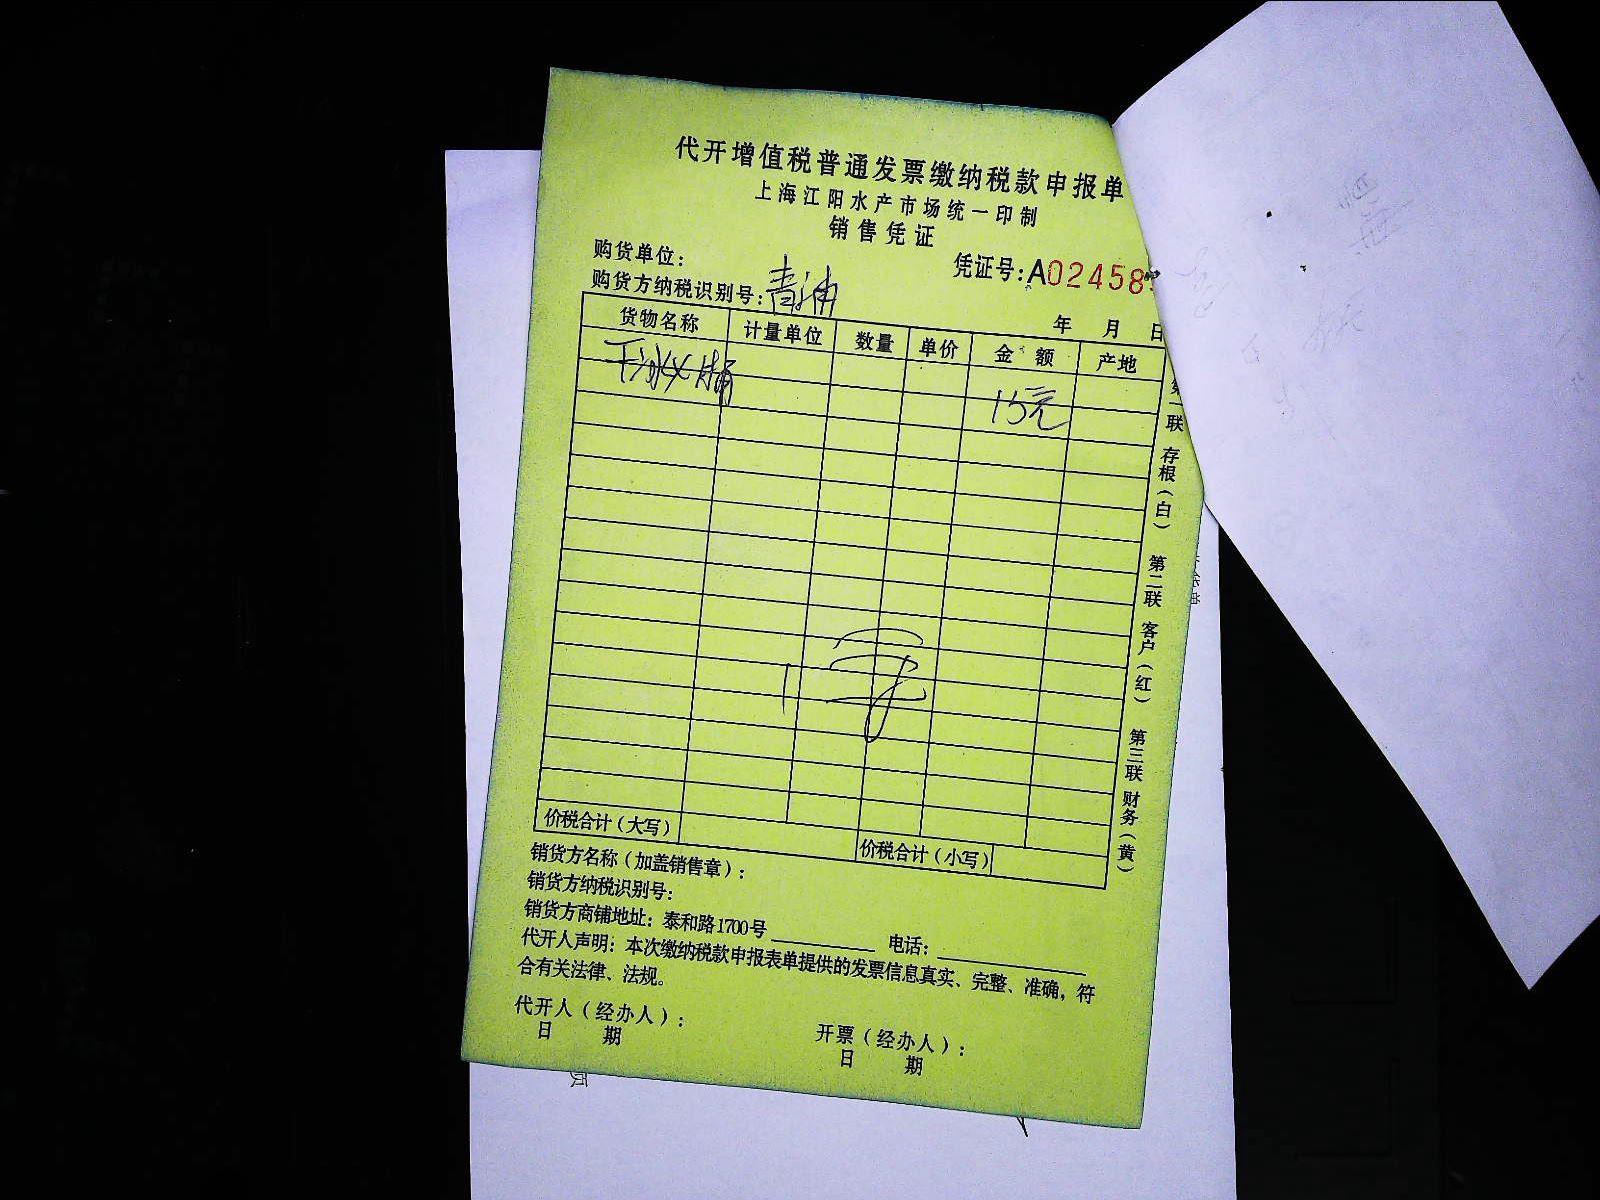 代开增值税普通发票缴纳税款申报单
上海江阳水产市场统一印制
销售凭证
购货单位：
凭证号：A02458
购货方纳税识别号：青浦
年 月 日
货物名称 计量单位 数量 单价 金额 产地
15元
价税合计（大写） 价税合计（小写）
销货方名称（加盖销售章）：
销货方纳税识别号：
销货方商铺地址：泰和路1700号 电话：
代开人声明：本次缴纳税款申报表单提供的发票信息真实、完整、准确，符
合有关法律、法规。
代开人（经办人）：
日 期
开票（经办人）：
日 期
第一联 存根（白） 第二联 客户（红） 第三联 财务（黄）